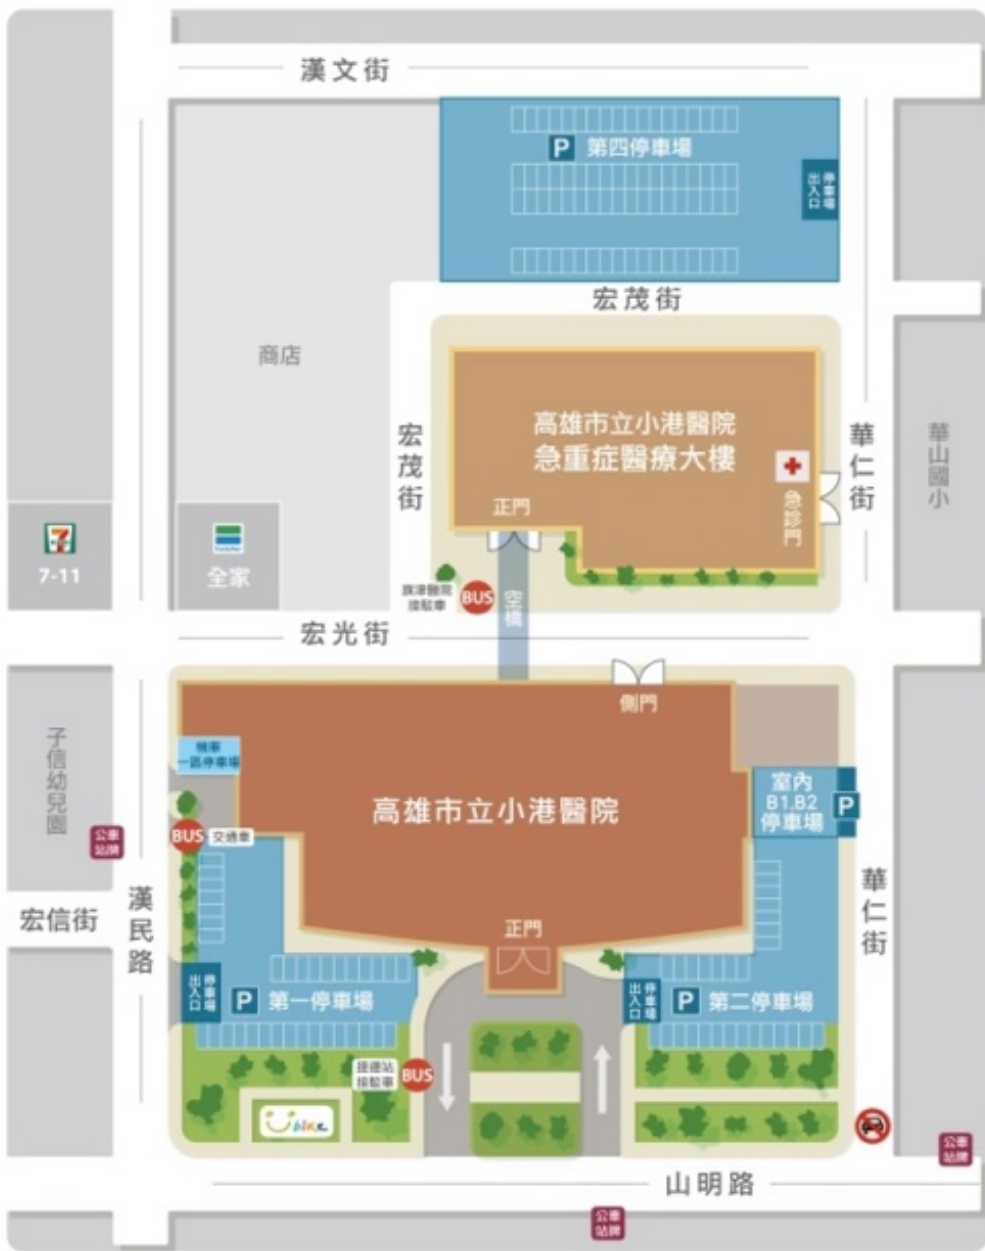 漢文街
P 第四停車場
停車場
出入口
宏茂街
商店
高雄市立小港醫院
急重症醫療大樓
宏茂街
華仁街
華山國小
急診門
正門
7-11
FamilyMart
全家
旗津醫院
接駁車
BUS
空橋
宏光街
側門
子信幼兒園
機車
一區停車場
室內
B1.B2
停車場
P
高雄市立小港醫院
BUS 交通車
公車
站牌
宏信街
漢民路
華仁街
正門
停車場
出入口
P 第一停車場
停車場
出入口
P 第二停車場
捷運站
接駁車
BUS
Ubike
公車
站牌
山明路
公車
站牌